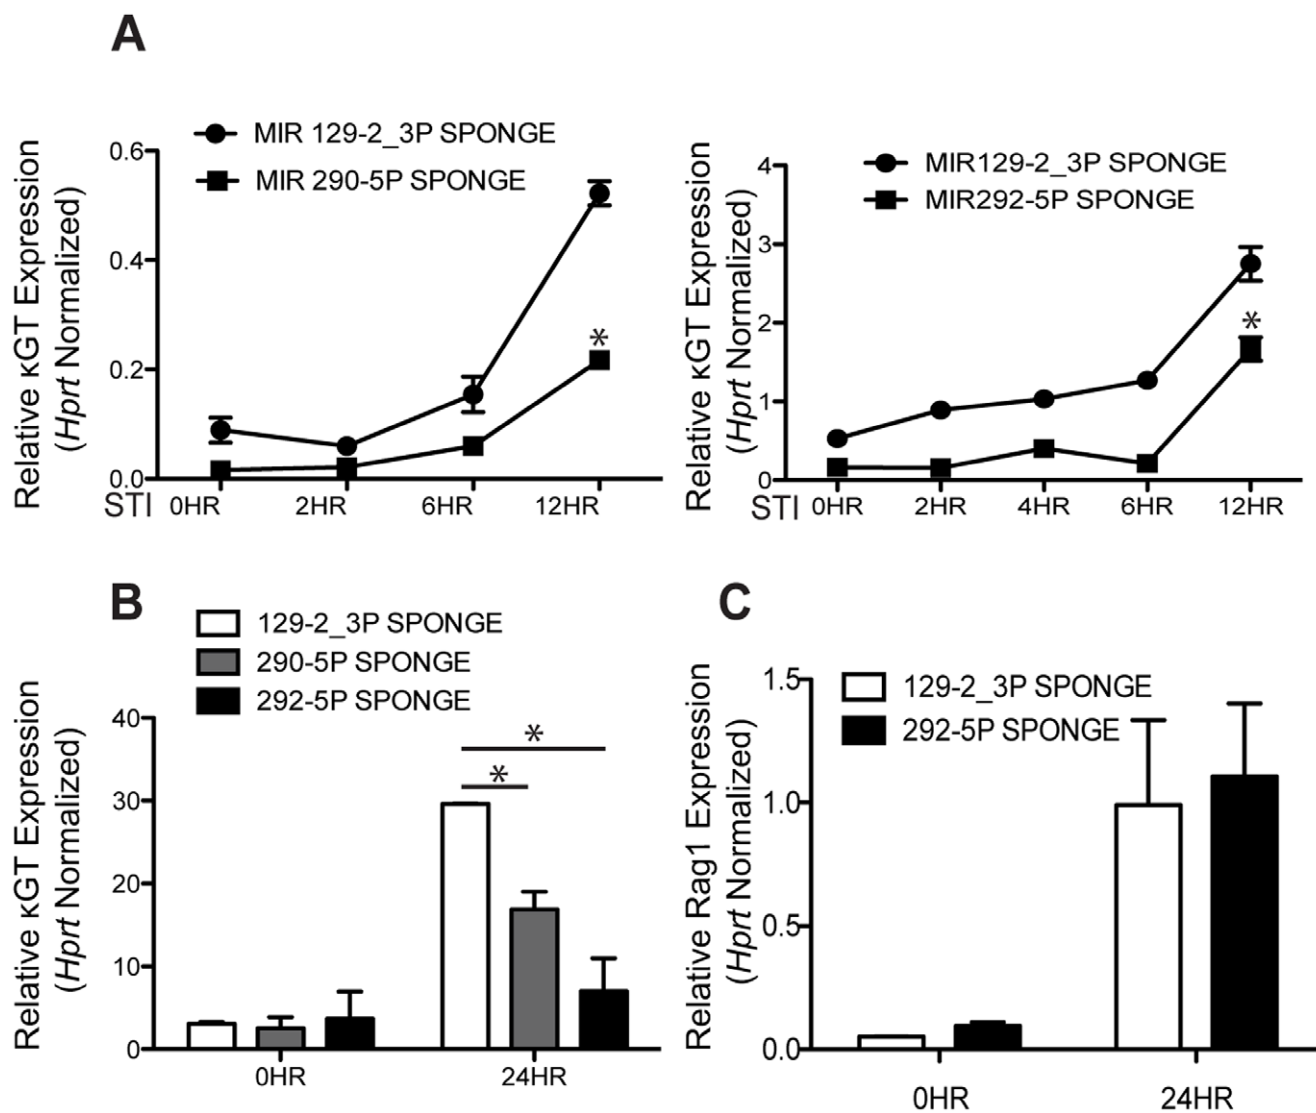 A
MIR 129-2_3P SPONGE
MIR 290-5P SPONGE
Relative κGT Expression
(Hprt Normalized)
0.6
0.4
0.2
0.0
*
STI 0HR 2HR 6HR 12HR
MIR129-2_3P SPONGE
MIR292-5P SPONGE
Relative κGT Expression
(Hprt Normalized)
4
3
2
1
0
*
STI 0HR 2HR 4HR 6HR 12HR
B
129-2_3P SPONGE
290-5P SPONGE
292-5P SPONGE
Relative κGT Expression
(Hprt Normalized)
40
30
20
10
0
*
*
0HR 24HR
C
129-2_3P SPONGE
292-5P SPONGE
Relative Rag1 Expression
(Hprt Normalized)
1.5
1.0
0.5
0.0
0HR 24HR